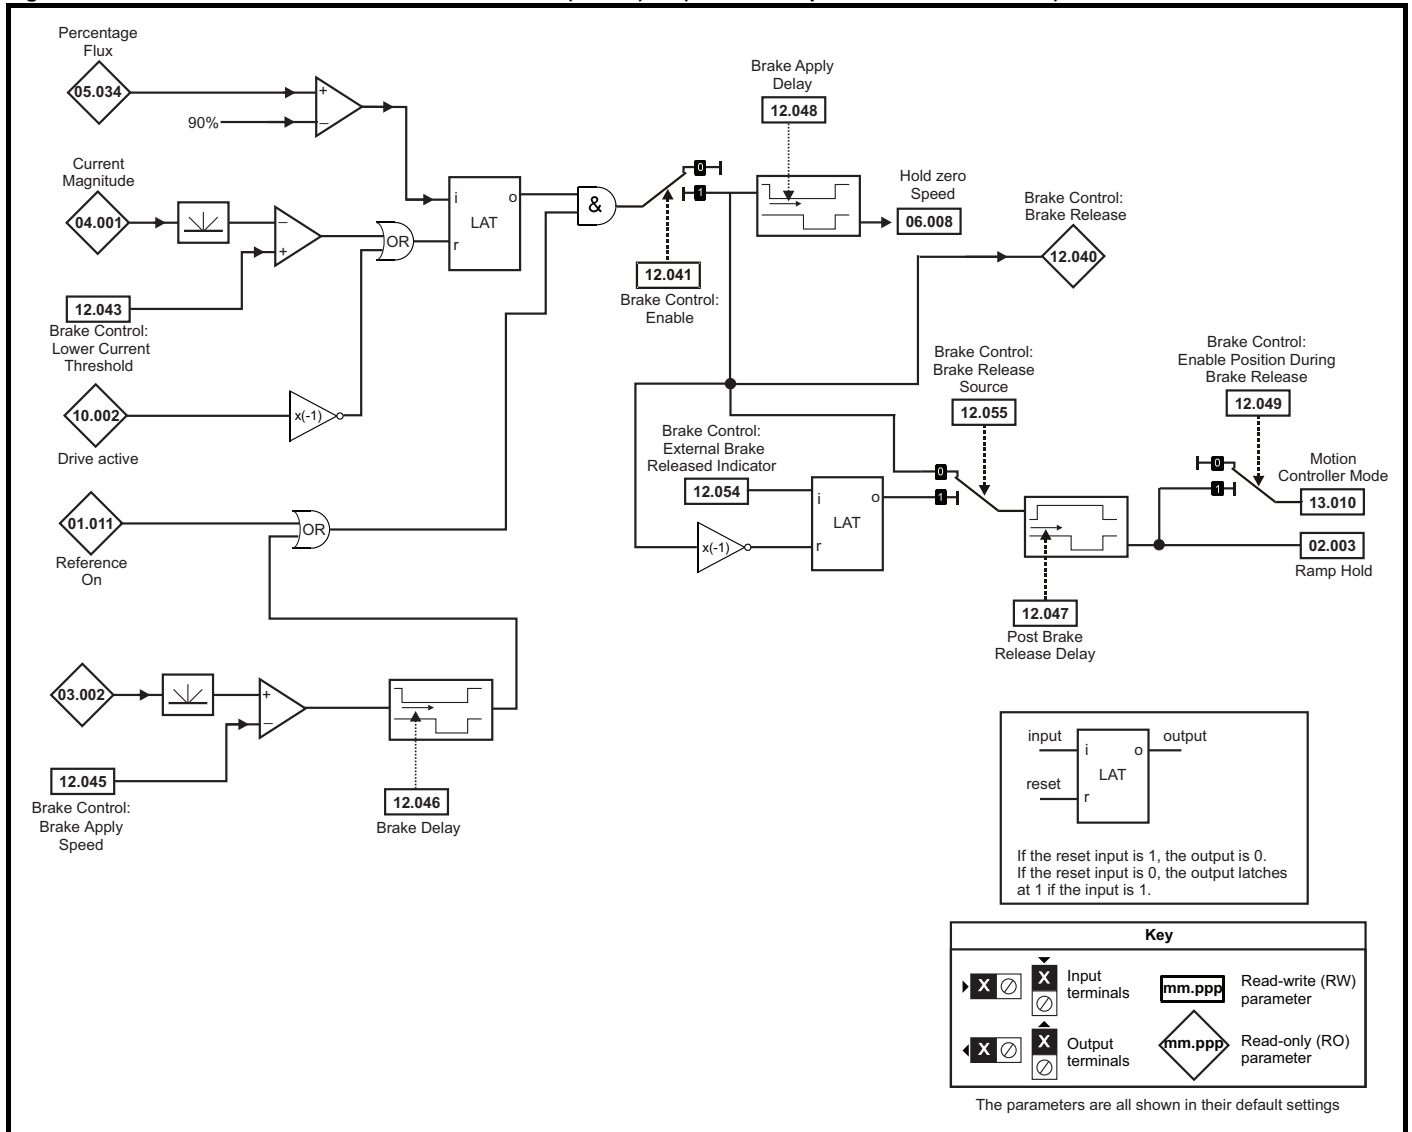 Percentage
Flux
05.034
+
90%
–
Current
Magnitude
04.001
–
+
OR
12.043
Brake Control:
Lower Current
Threshold
10.002
Drive active
x(-1)
i
o
LAT
r
&
0
1
12.041
Brake Control:
Enable
Brake Apply
Delay
12.048
Hold zero
Speed
06.008
Brake Control:
Brake Release
12.040
01.011
Reference
On
OR
03.002
+
–
12.045
Brake Control:
Brake Apply
Speed
12.046
Brake Delay
Brake Control:
External Brake
Released Indicator
12.054
x(-1)
i
o
LAT
r
Brake Control:
Brake Release
Source
12.055
0
1
12.047
Post Brake
Release Delay
Brake Control:
Enable Position During
Brake Release
12.049
0
1
Motion
Controller Mode
13.010
02.003
Ramp Hold
input
output
i
o
LAT
reset
r
If the reset input is 1, the output is 0.
If the reset input is 0, the output latches
at 1 if the input is 1.
Key
X
X
Input
terminals
mm.ppp
Read-write (RW)
parameter
X
X
Output
terminals
mm.ppp
Read-only (RO)
parameter
The parameters are all shown in their default settings